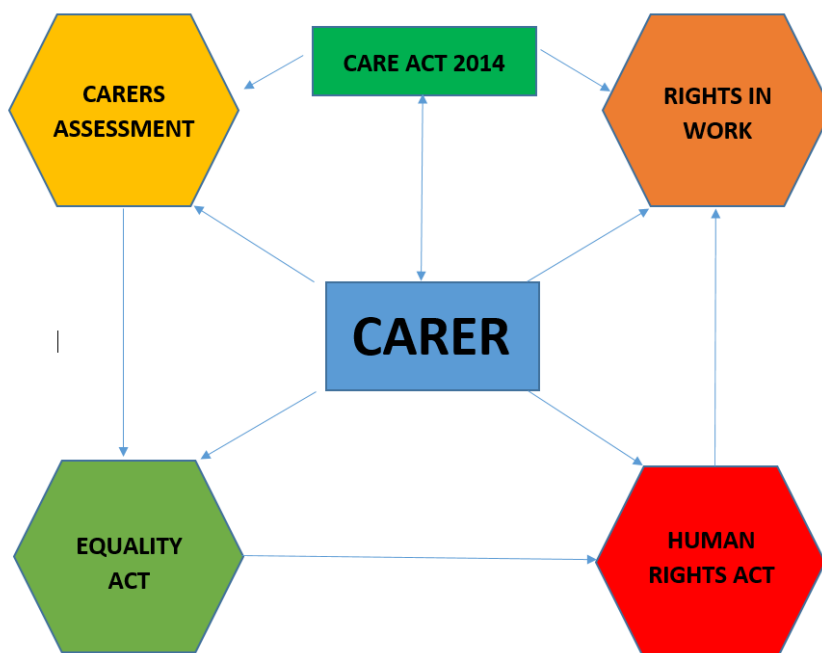 CARE ACT 2014
CARERS
ASSESSMENT
RIGHTS IN
WORK
CARER
EQUALITY
ACT
HUMAN
RIGHTS ACT